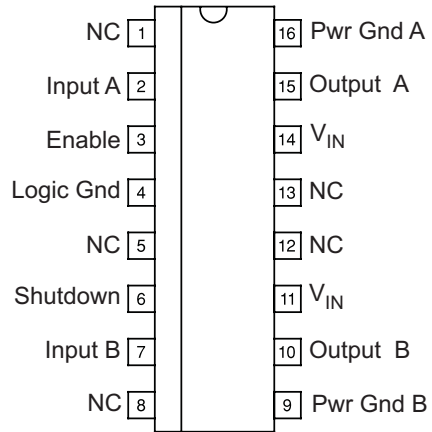 NC 1 16 Pwr Gnd A
Input A 2 15 Output A
Enable 3 14 VIN
Logic Gnd 4 13 NC
NC 5 12 NC
Shutdown 6 11 VIN
Input B 7 10 Output B
NC 8 9 Pwr Gnd B